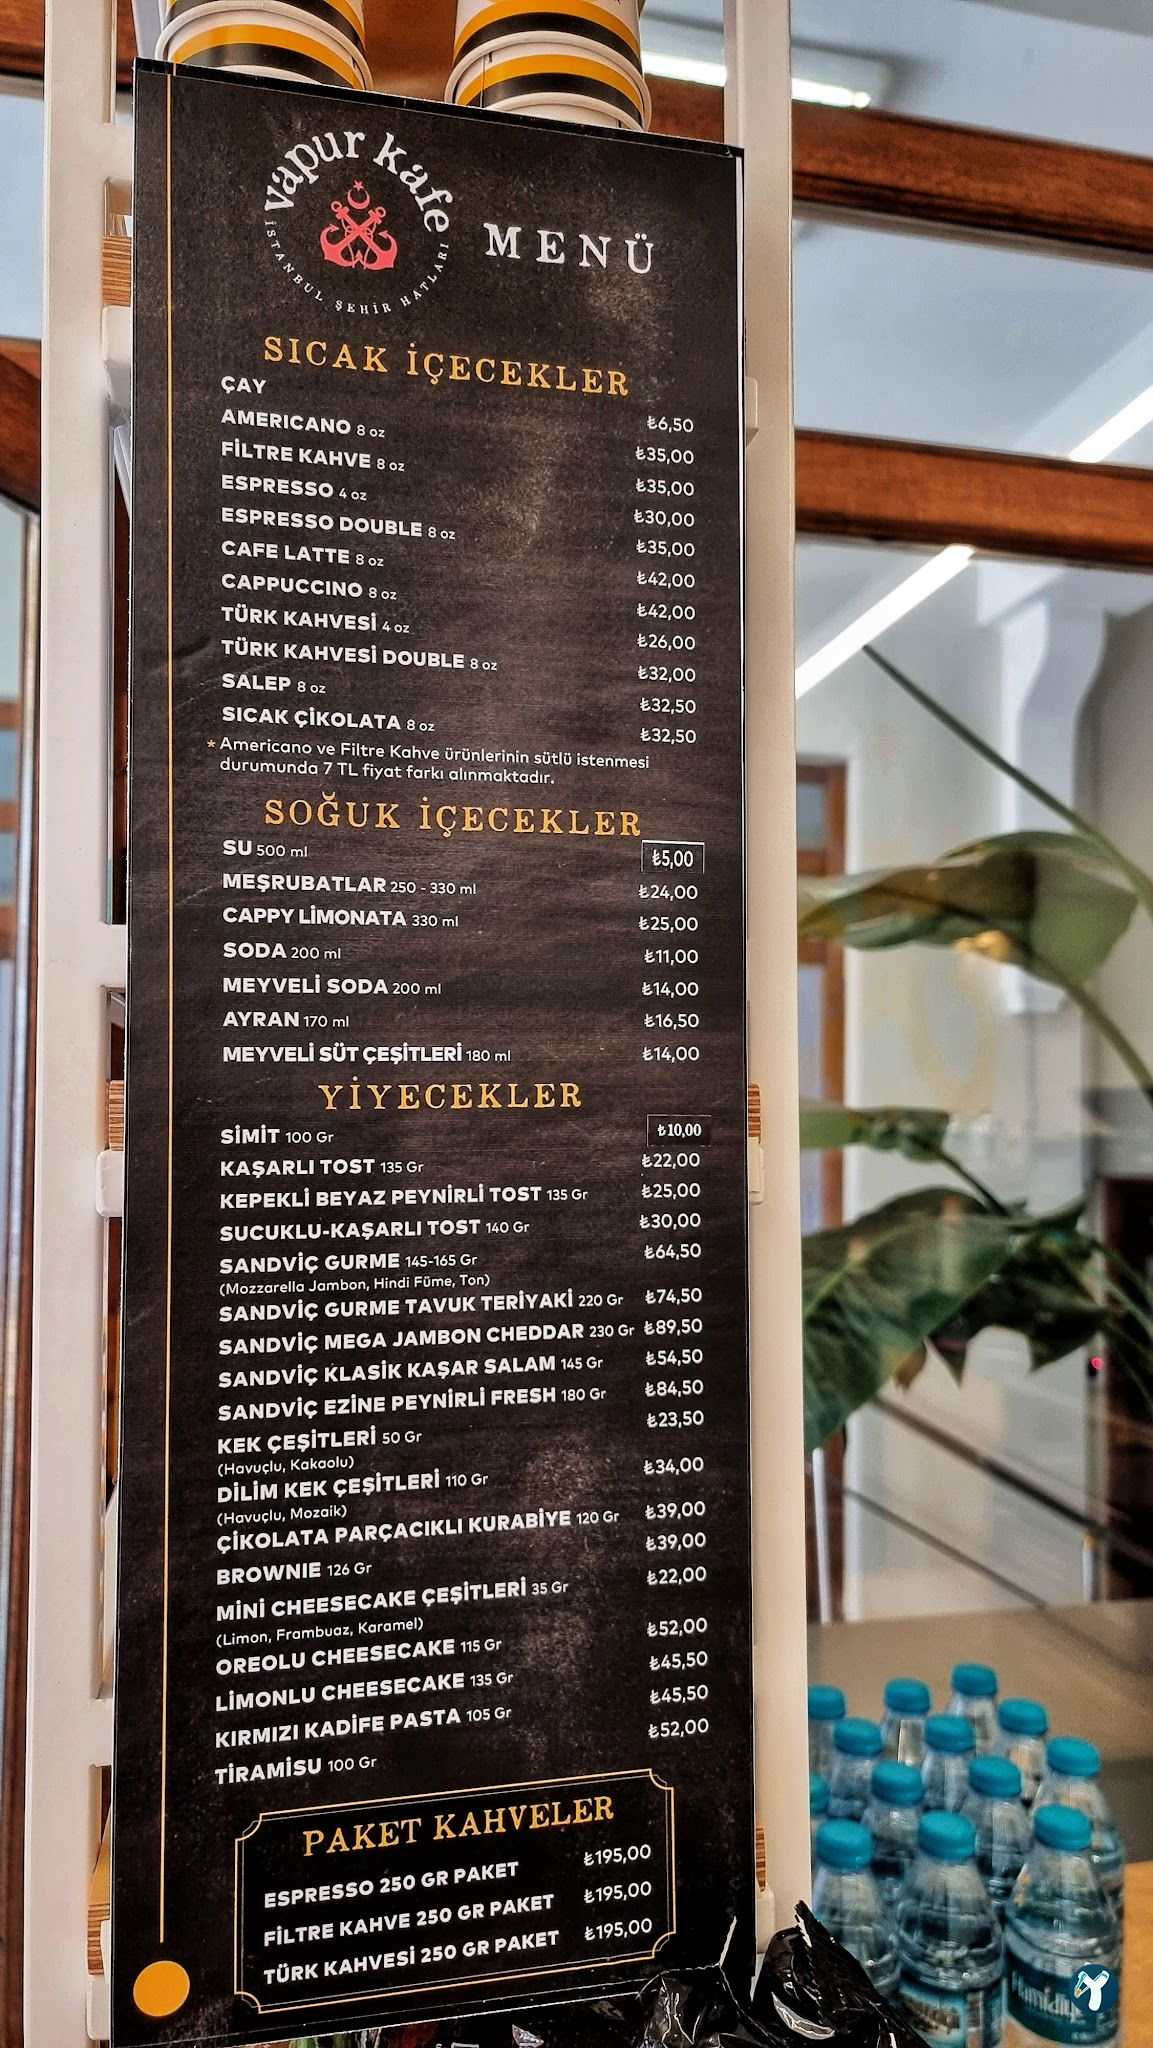 vapur kafe
İSTANBUL ŞEHİR HATLARI
MENÜ
SICAK İÇECEKLER
ÇAY ₺6,50
AMERICANO 8 oz ₺35,00
FİLTRE KAHVE 8 oz ₺35,00
ESPRESSO 4 oz ₺30,00
ESPRESSO DOUBLE 8 oz ₺35,00
CAFE LATTE 8 oz ₺42,00
CAPPUCCINO 8 oz ₺42,00
TÜRK KAHVESİ 4 oz ₺26,00
TÜRK KAHVESİ DOUBLE 8 oz ₺32,00
SALEP 8 oz ₺32,50
SICAK ÇİKOLATA 8 oz ₺32,50
* Americano ve Filtre Kahve ürünlerinin sütlü istenmesi
durumunda 7 TL fiyat farkı alınmaktadır.
SOĞUK İÇECEKLER
SU 500 ml ₺5,00
MEŞRUBATLAR 250 - 330 ml ₺24,00
CAPPY LİMONATA 330 ml ₺25,00
SODA 200 ml ₺11,00
MEYVELİ SODA 200 ml ₺14,00
AYRAN 170 ml ₺16,50
MEYVELİ SÜT ÇEŞİTLERİ 180 ml ₺14,00
YİYECEKLER
SİMİT 100 Gr ₺10,00
KAŞARLI TOST 135 Gr ₺22,00
KEPEKLİ BEYAZ PEYNİRLİ TOST 135 Gr ₺25,00
SUCUKLU-KAŞARLI TOST 140 Gr ₺30,00
SANDVİÇ GURME 145-165 Gr ₺64,50
(Mozzarella Jambon, Hindi Füme, Ton)
SANDVİÇ GURME TAVUK TERİYAKİ 220 Gr ₺74,50
SANDVİÇ MEGA JAMBON CHEDDAR 230 Gr ₺89,50
SANDVİÇ KLASİK KAŞAR SALAM 145 Gr ₺54,50
SANDVİÇ EZİNE PEYNİRLİ FRESH 180 Gr ₺84,50
KEK ÇEŞİTLERİ 50 Gr ₺23,50
(Havuçlu, Kakaolu)
DİLİM KEK ÇEŞİTLERİ 110 Gr ₺34,00
(Havuçlu, Mozaik)
ÇİKOLATA PARÇACIKLI KURABİYE 120 Gr ₺39,00
BROWNIE 126 Gr ₺39,00
MİNİ CHEESECAKE ÇEŞİTLERİ 35 Gr ₺22,00
(Limon, Frambuaz, Karamel)
OREOLU CHEESECAKE 115 Gr ₺52,00
LİMONLU CHEESECAKE 135 Gr ₺45,50
KIRMIZI KADİFE PASTA 105 Gr ₺45,50
TİRAMİSU 100 Gr ₺52,00
PAKET KAHVELER
ESPRESSO 250 GR PAKET ₺195,00
FİLTRE KAHVE 250 GR PAKET ₺195,00
TÜRK KAHVESİ 250 GR PAKET ₺195,00
Hamidiye